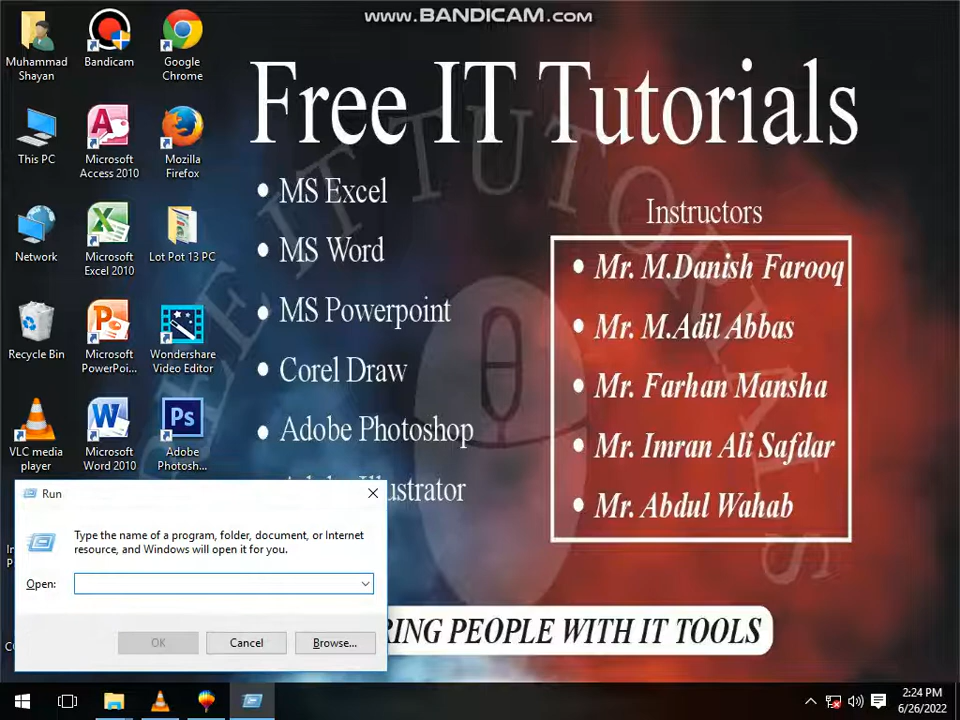 www.BANDICAM.com
Muhammad
Shayan
Bandicam
Google
Chrome
This PC
Microsoft
Access 2010
Mozilla
Firefox
Network
Microsoft
Excel 2010
Lot Pot 13 PC
Recycle Bin
Microsoft
PowerPoi...
Wondershare
Video Editor
VLC media
player
Microsoft
Word 2010
Adobe
Photosh...
Free IT Tutorials
• MS Excel
• MS Word
• MS Powerpoint
• Corel Draw
• Adobe Photoshop
Instructors
• Mr. M.Danish Farooq
• Mr. M.Adil Abbas
• Mr. Farhan Mansha
• Mr. Imran Ali Safdar
• Mr. Abdul Wahab
PEOPLE WITH IT TOOLS
Run
Type the name of a program, folder, document, or Internet
resource, and Windows will open it for you.
Open:
OK
Cancel
Browse...
2:24 PM
6/26/2022